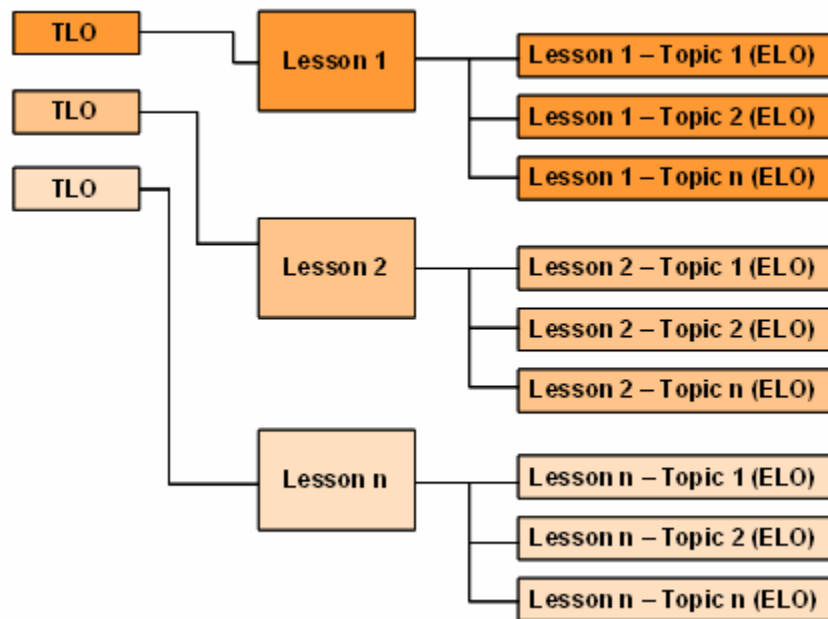 TLO
TLO
TLO
Lesson 1
Lesson 1 – Topic 1 (ELO)
Lesson 1 – Topic 2 (ELO)
Lesson 1 – Topic n (ELO)
Lesson 2
Lesson 2 – Topic 1 (ELO)
Lesson 2 – Topic 2 (ELO)
Lesson 2 – Topic n (ELO)
Lesson n
Lesson n – Topic 1 (ELO)
Lesson n – Topic 2 (ELO)
Lesson n – Topic n (ELO)